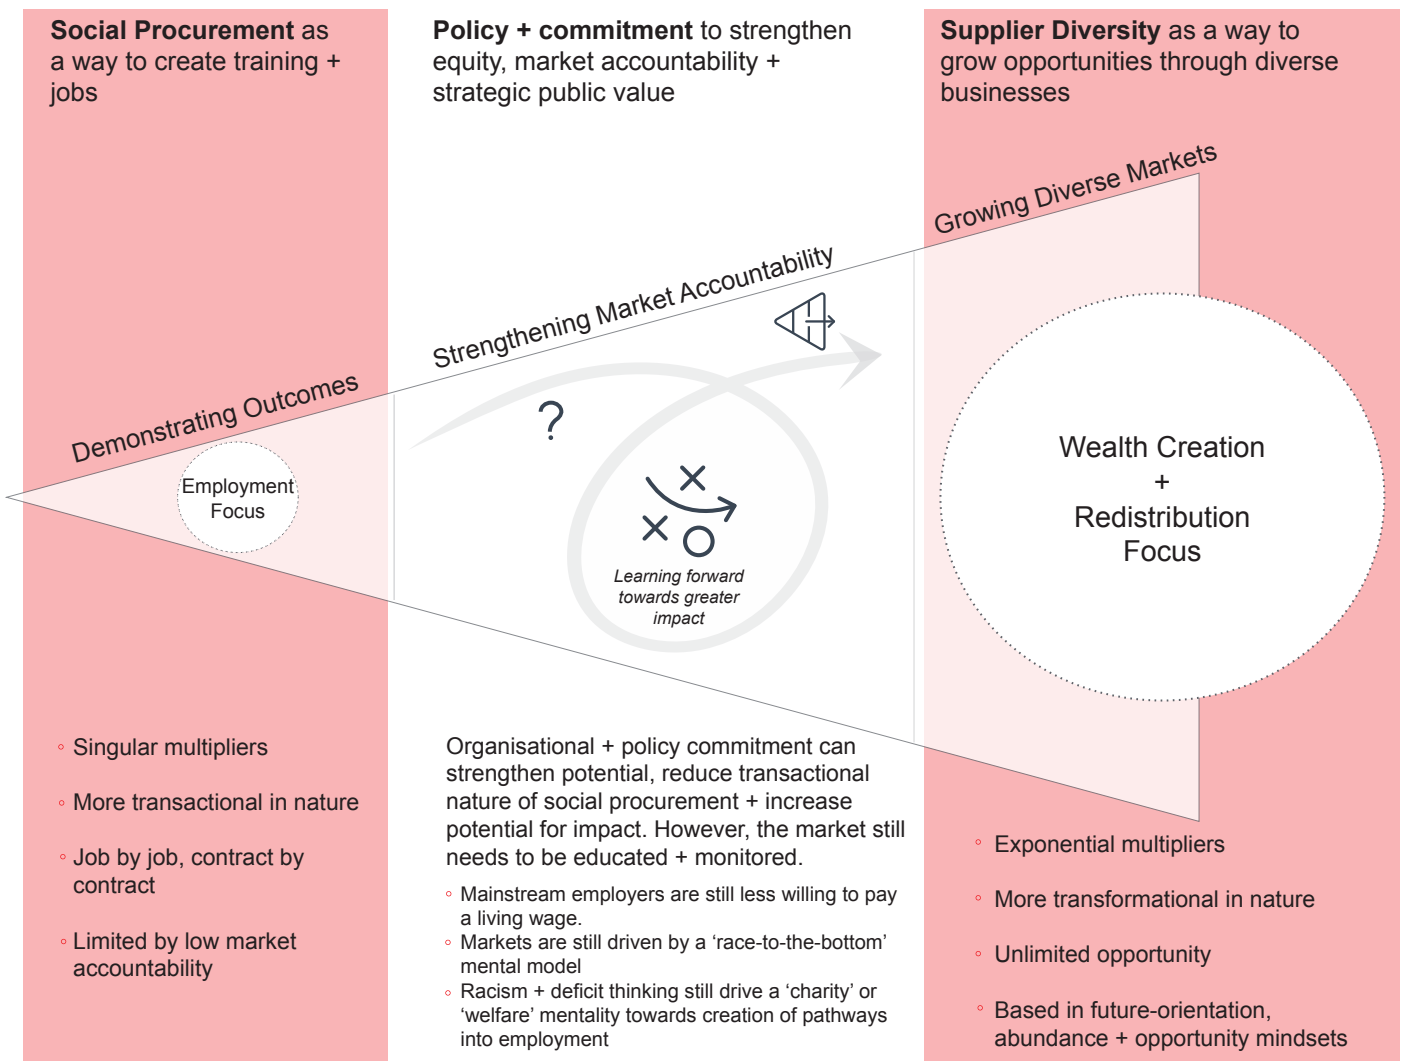 Social Procurement as
a way to create training +
jobs
Policy + commitment to strengthen
equity, market accountability +
strategic public value
Supplier Diversity as a way to
grow opportunities through diverse
businesses
Demonstrating Outcomes
Strengthening Market Accountability
Growing Diverse Markets
Employment
Focus
?
Learning forward
towards greater
impact
Wealth Creation
+
Redistribution
Focus
Singular multipliers
More transactional in nature
Job by job, contract by
contract
Limited by low market
accountability
Organisational + policy commitment can
strengthen potential, reduce transactional
nature of social procurement + increase
potential for impact. However, the market still
needs to be educated + monitored.
Mainstream employers are still less willing to pay
a living wage.
Markets are still driven by a ‘race-to-the-bottom’
mental model
Racism + deficit thinking still drive a ‘charity’ or
‘welfare’ mentality towards creation of pathways
into employment
Exponential multipliers
More transformational in nature
Unlimited opportunity
Based in future-orientation,
abundance + opportunity mindsets